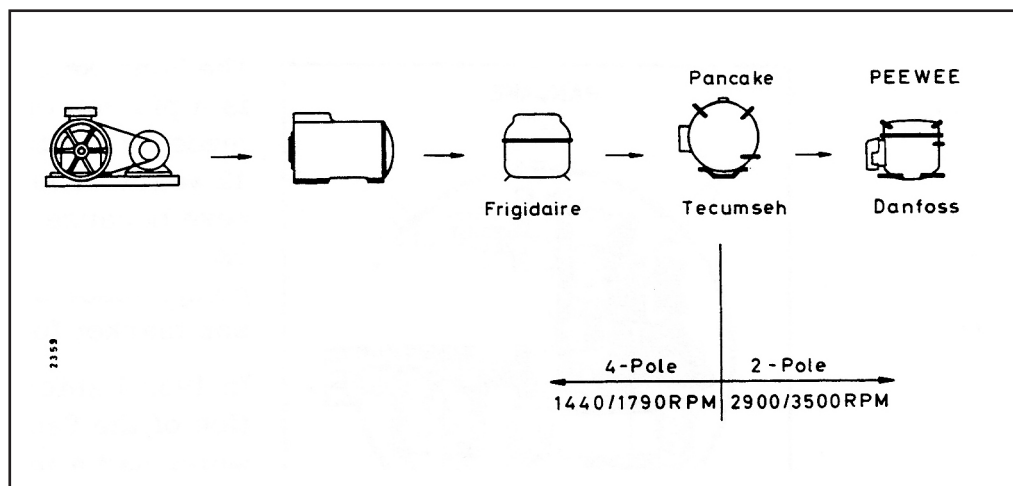 Pancake
PEEWEE
Frigidaire
Tecumseh
Danfoss
2359
4-Pole
2-Pole
1440/1790RPM
2900/3500RPM